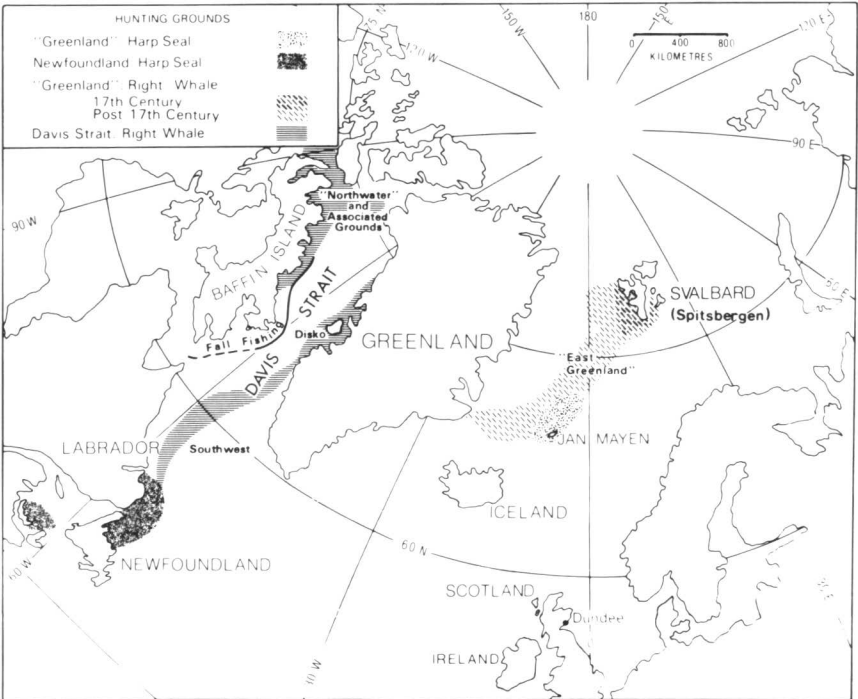 HUNTING GROUNDS
"Greenland" Harp Seal
Newfoundland Harp Seal
"Greenland". Right Whale
17th Century
Post 17th Century
Davis Strait. Right Whale
120 W
150 W
180
120 E
0 400 800
KILOMETRES
90 E
90 W
"Northwater"
and
Associated
Grounds
BAFFIN ISLAND
STRAIT
DAVIS
Fall Fishing
Disko
GREENLAND
SVALBARD
(Spitsbergen)
60 E
"East
Greenland"
JAN MAYEN
LABRADOR
Southwest
ICELAND
60 N
60 W
NEWFOUNDLAND
SCOTLAND
Dundee
IRELAND